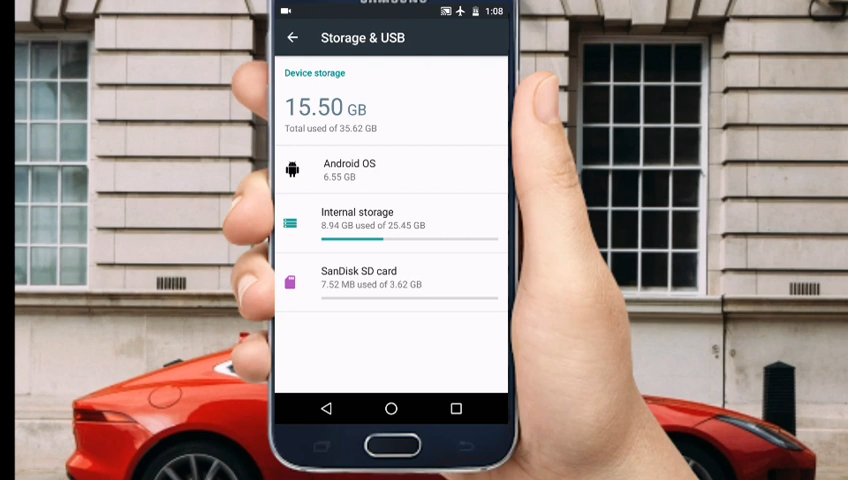 SAMSUNG
1:08
Storage & USB
Device storage
15.50 GB
Total used of 35.62 GB
Android OS
6.55 GB
Internal storage
8.94 GB used of 25.45 GB
SanDisk SD card
7.52 MB used of 3.62 GB